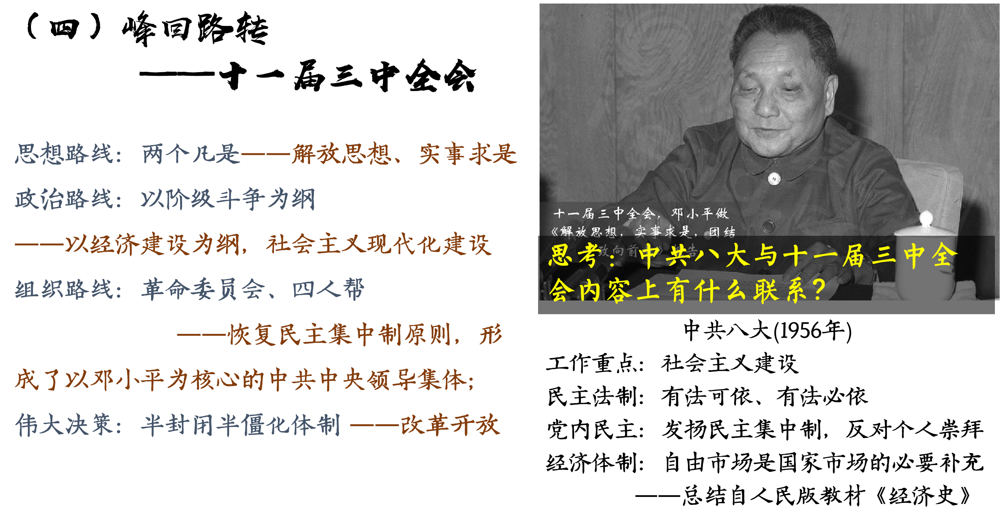 （四）峰回路转
——十一届三中全会
思想路线：两个凡是——解放思想、实事求是
政治路线：以阶级斗争为纲
——以经济建设为纲，社会主义现代化建设
组织路线：革命委员会、四人帮
——恢复民主集中制原则，形
成了以邓小平为核心的中共中央领导集体；
伟大决策：半封闭半僵化体制——改革开放
十一届三中全会，邓小平做
《解放思想，实事求是，团结
一致向前看》报告
思考：中共八大与十一届三中全
会内容上有什么联系？
中共八大(1956年)
工作重点：社会主义建设
民主法制：有法可依、有法必依
党内民主：发扬民主集中制，反对个人崇拜
经济体制：自由市场是国家市场的必要补充
——总结自人民版教材《经济史》